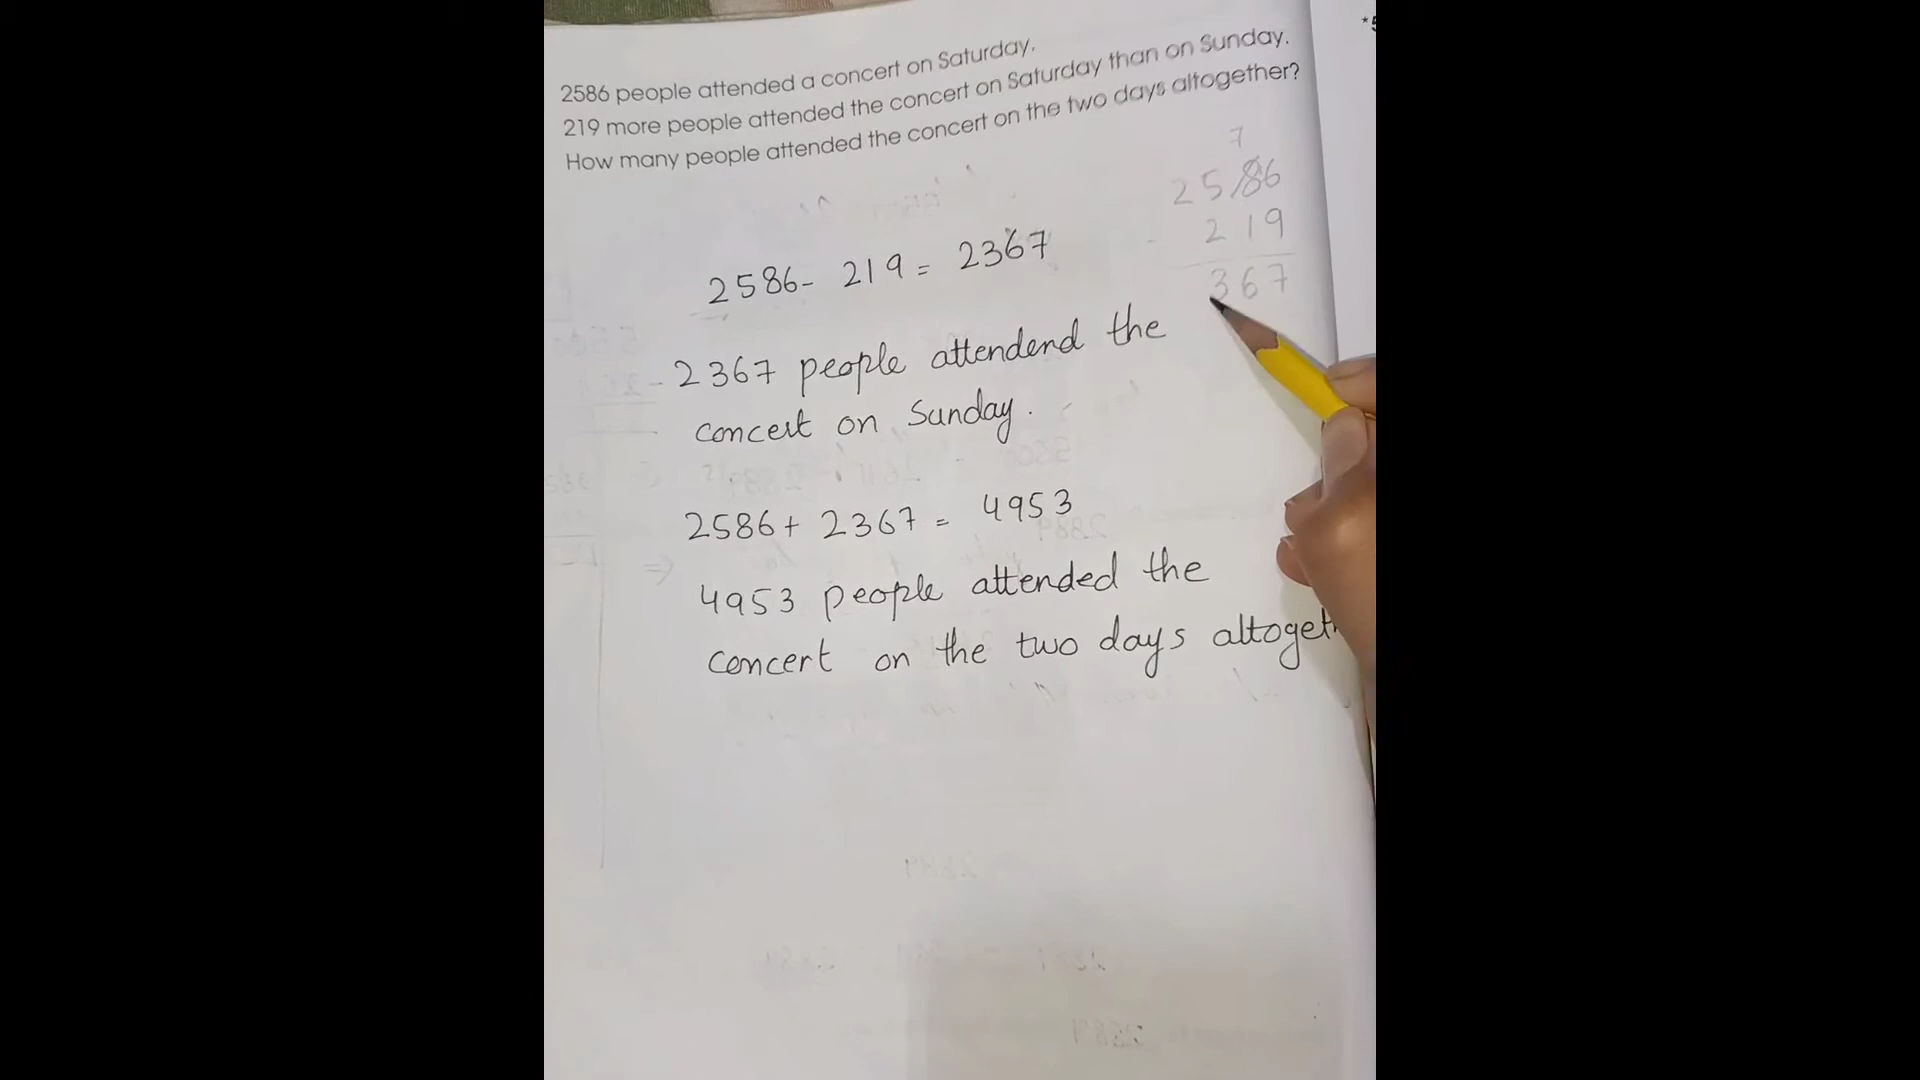 2586 people attended a concert on Saturday.
219 more people attended the concert on Saturday than on Sunday.
How many people attended the concert on the two days altogether?
7
2586
- 219
367
2586 - 219 = 2367
2367 people attendend the
concert on Sunday.
2586 + 2367 = 4953
4953 people attended the
concert on the two days altoget